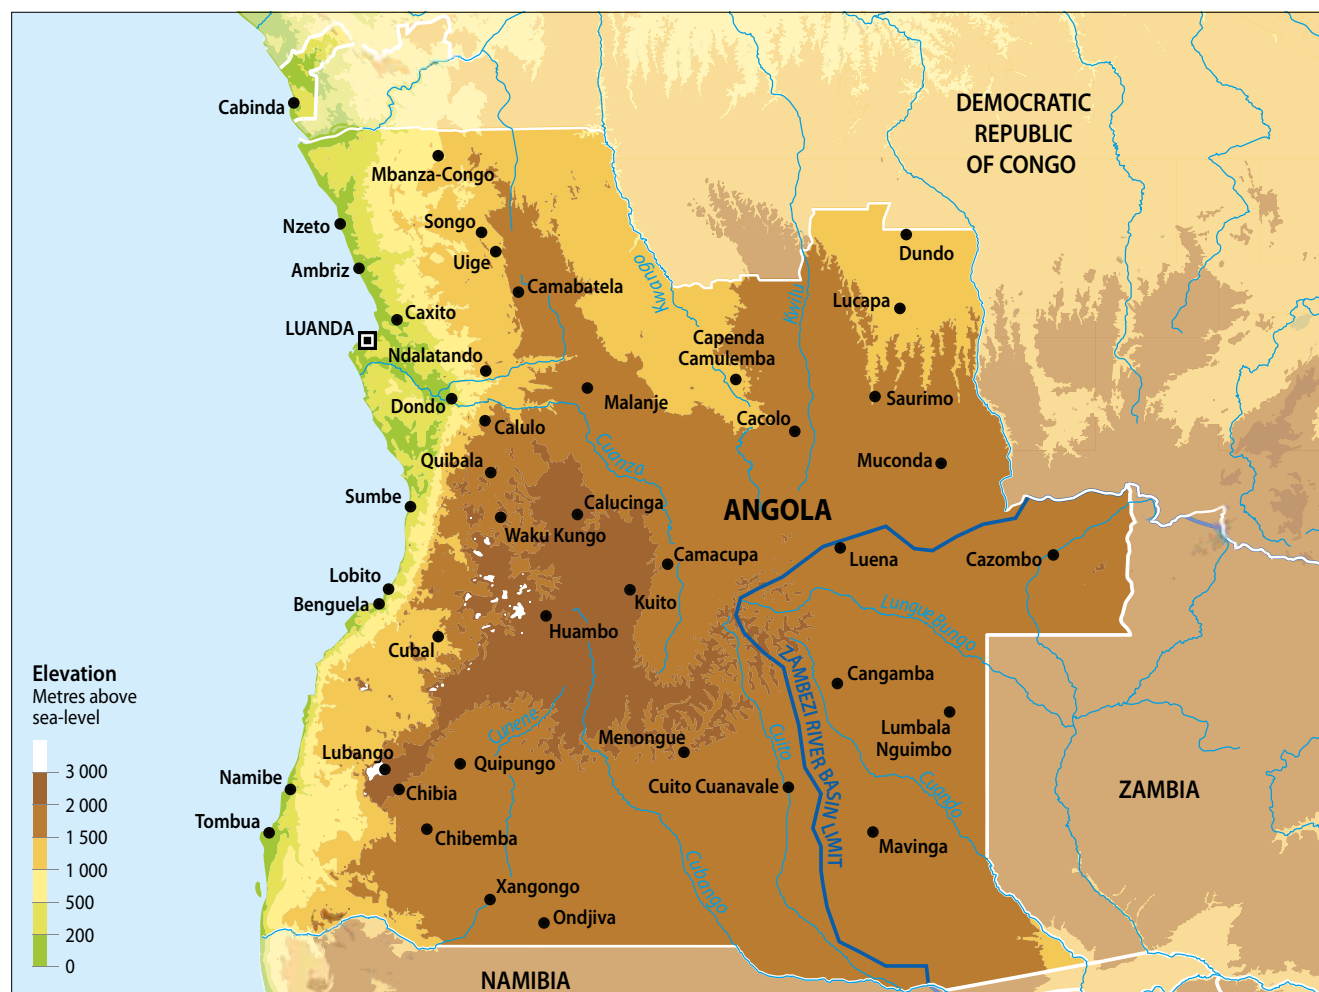 DEMOCRATIC
REPUBLIC
OF CONGO
Cabinda
Mbanza-Congo
Songo
Nzeto
Uige
Dundo
Ambriz
Kwango
Camabatela
Kwilu
Lucapa
Caxito
LUANDA
Capenda
Camulemba
Ndalatando
Malanje
Saurimo
Dondo
Cacolo
Calulo
Cuanzo
Quibala
Muconda
Sumbe
Calucinga
ANGOLA
Waku Kungo
Camacupa
Luena
Cazombo
Lobito
Benguela
Kuito
Lungue Bungo
Huambo
Cubal
ZAMBEZI RIVER BASIN LIMIT
Elevation
Metres above
sea-level
Cangamba
Lumbala
Nguimbo
Cunene
Menongue
Cuito
Lubango
Quipungo
Namibe
Chibia
Cuito Cuanavale
Cuando
ZAMBIA
3 000
2 000
1 500
1 000
500
200
0
Tombua
Chibemba
Mavinga
Cubango
Xangongo
Ondjiva
NAMIBIA